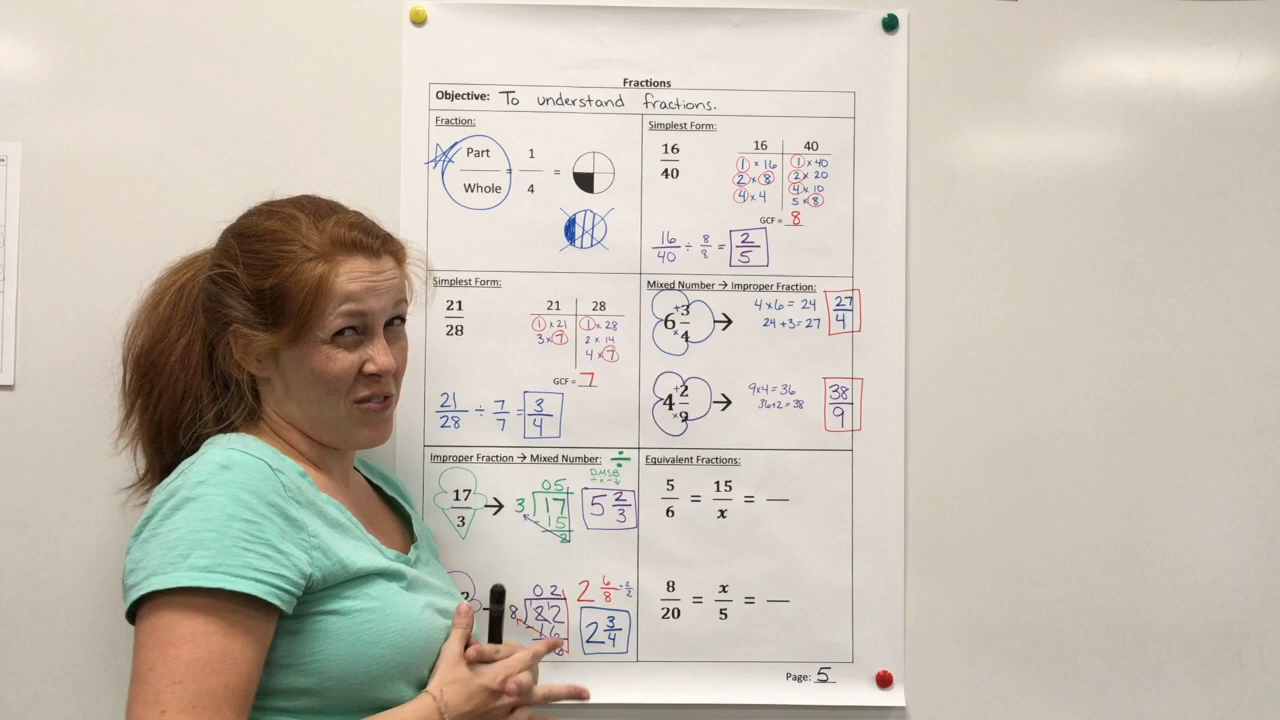 Fractions
Objective: To understand fractions.
Fraction:
Part 1
— = — =
Whole 4
Simplest Form:
16
40
16 40
1 × 16 1 × 40
2 × 8 2 × 20
4 × 4 4 × 10
5 × 8
GCF = 8
16/40 ÷ 8/8 = 2/5
Simplest Form:
21
28
21 28
1 × 21 1 × 28
3 × 7 2 × 14
4 × 7
GCF = 7
21/28 ÷ 7/7 = 3/4
Mixed Number → Improper Fraction:
6 + 3/4 × → 4 × 6 = 24 27/4
24 + 3 = 27
4 + 2/9 × → 9 × 4 = 36 38/9
36 + 2 = 38
Improper Fraction → Mixed Number: ÷
DMSB
÷ × - ↓
17/3 → 05
3 17 5 2/3
- 15
2
2 → 02
8 82 2 6/8 ÷ 2/2
- 16
6 2 3/4
Equivalent Fractions:
5/6 = 15/x = —
8/20 = x/5 = —
Page: 5